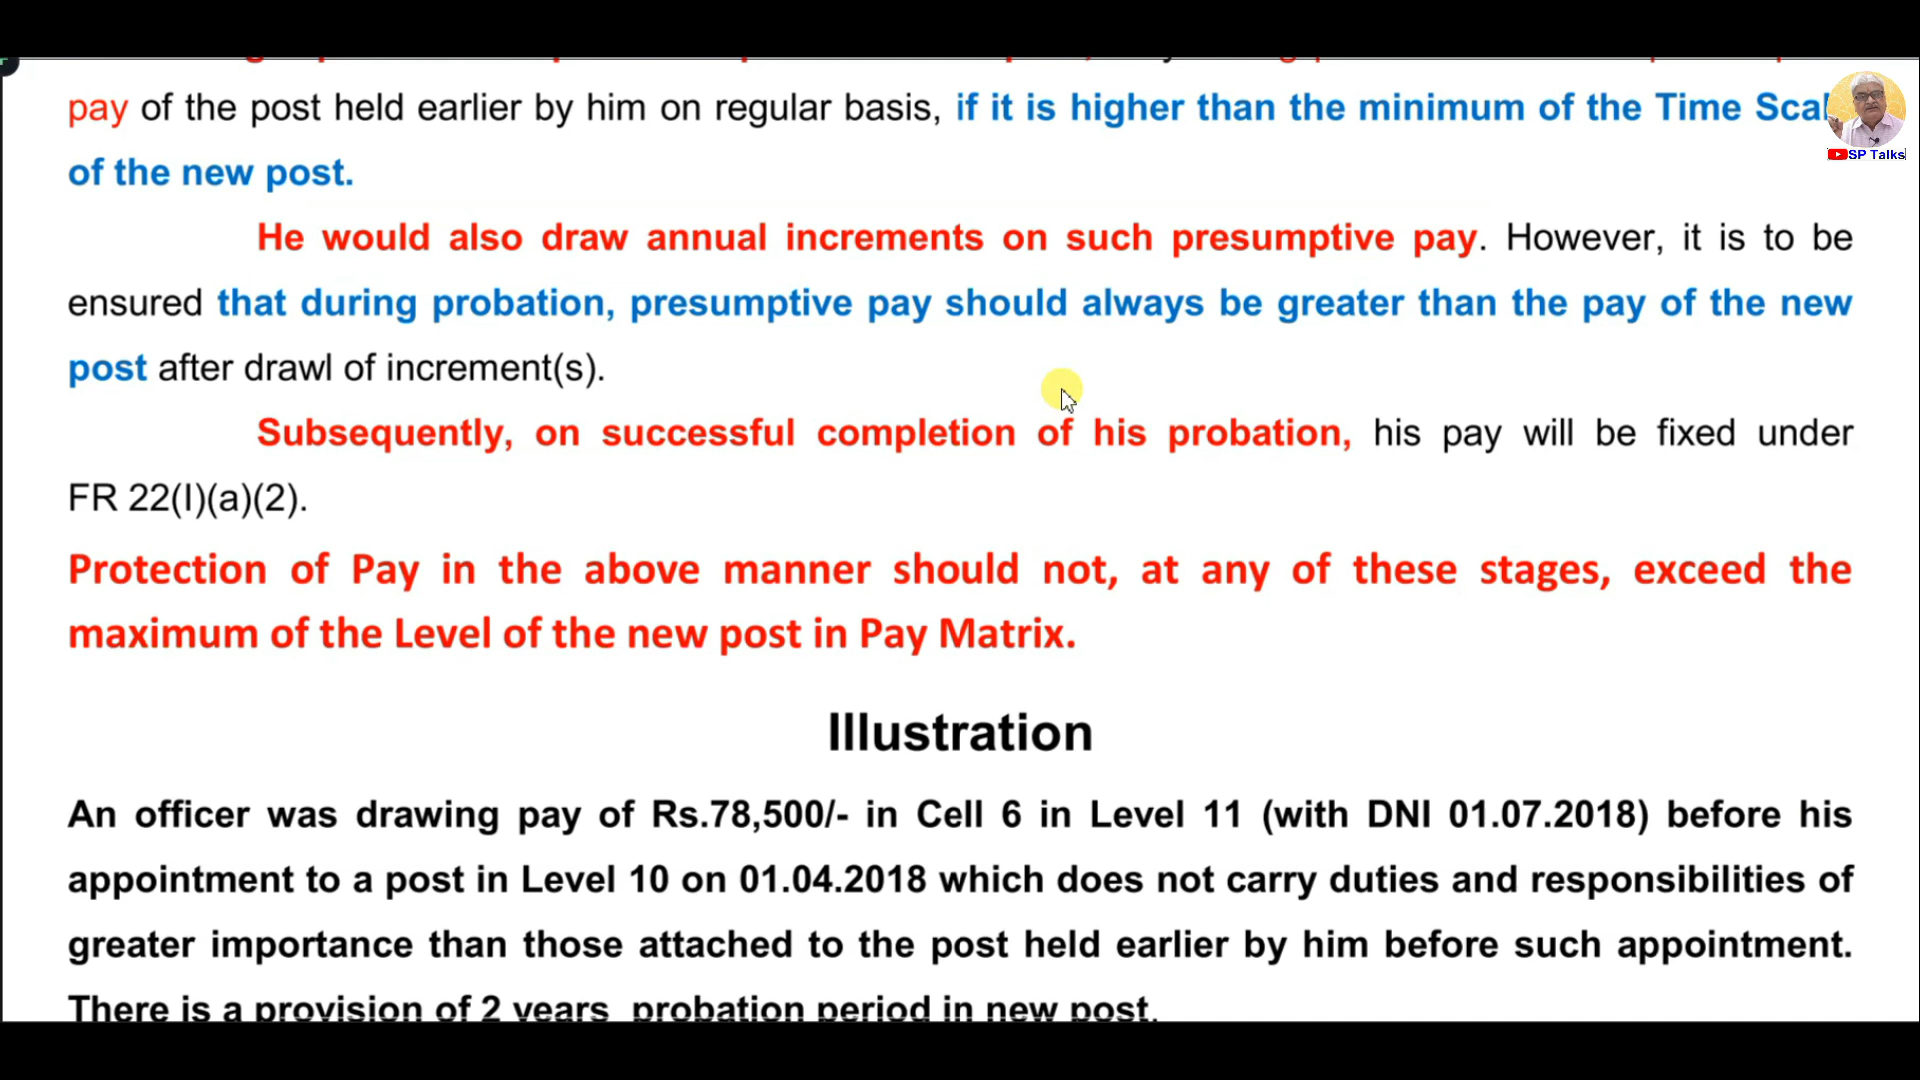 pay of the post held earlier by him on regular basis, if it is higher than the minimum of the Time Scal
of the new post.
SP Talks
He would also draw annual increments on such presumptive pay. However, it is to be
ensured that during probation, presumptive pay should always be greater than the pay of the new
post after drawl of increment(s).
Subsequently, on successful completion of his probation, his pay will be fixed under
FR 22(I)(a)(2).
Protection of Pay in the above manner should not, at any of these stages, exceed the
maximum of the Level of the new post in Pay Matrix.
Illustration
An officer was drawing pay of Rs.78,500/- in Cell 6 in Level 11 (with DNI 01.07.2018) before his
appointment to a post in Level 10 on 01.04.2018 which does not carry duties and responsibilities of
greater importance than those attached to the post held earlier by him before such appointment.
There is a provision of 2 years probation period in new post.